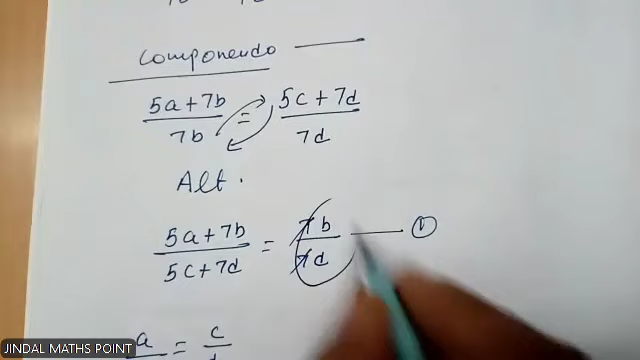 Componendo
5a+7b / 7b = 5c+7d / 7d
Alt.
5a+7b / 5c+7d = 7b / 7d — ①
a = c
JINDAL MATHS POINT